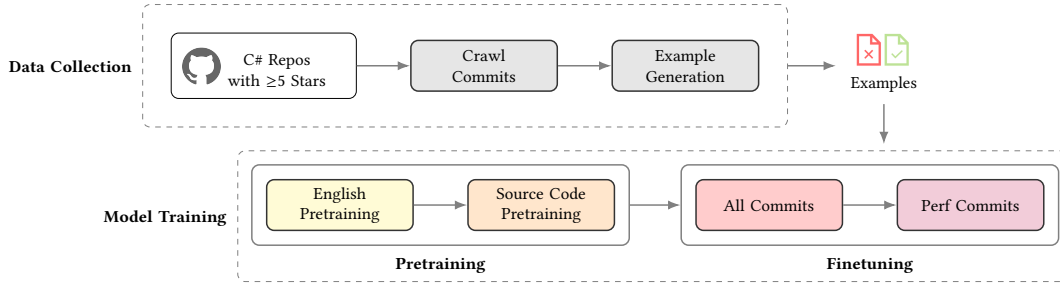 Data Collection
C# Repos
with ≥5 Stars
Crawl
Commits
Example
Generation
Examples
Model Training
English
Pretraining
Source Code
Pretraining
All Commits
Perf Commits
Pretraining
Finetuning